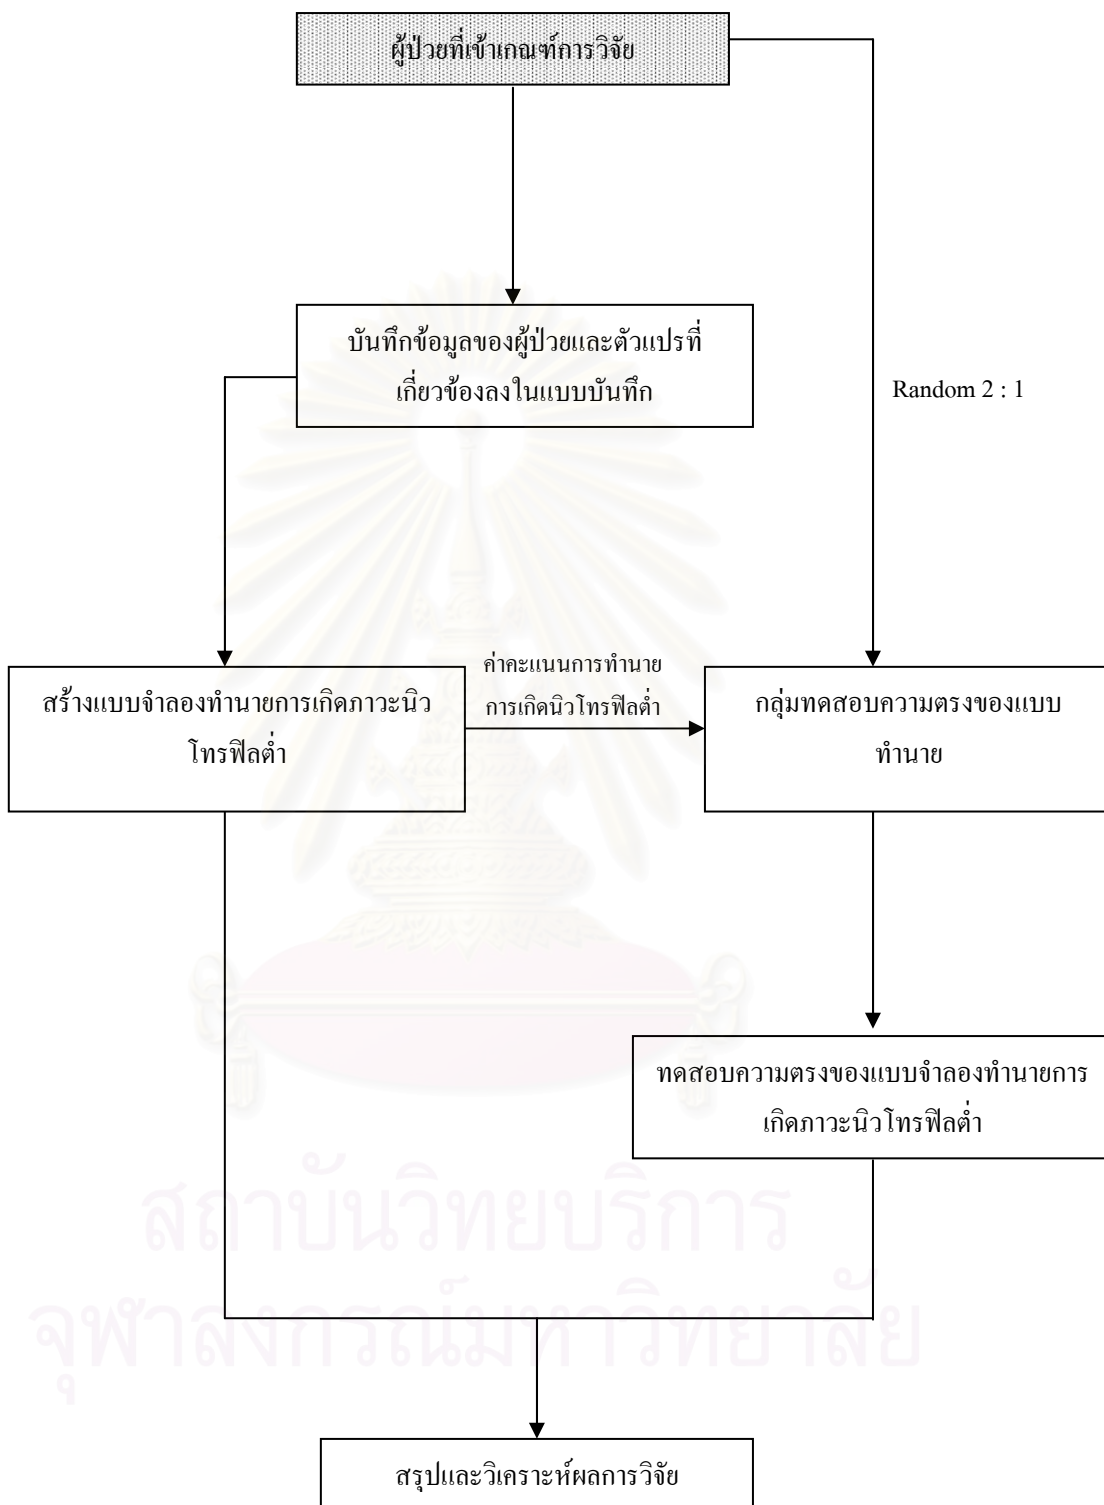 ผู้ป่วยที่เข้าเกณฑ์การวิจัย
บันทึกข้อมูลของผู้ป่วยและตัวแปรที่
เกี่ยวข้องลงในแบบบันทึก
Random 2 : 1
ค่าคะแนนการทำนาย
การเกิดนิวโทรฟิลต่ำ
สร้างแบบจำลองทำนายการเกิดภาวะนิว
โทรฟิลต่ำ
กลุ่มทดสอบความตรงของแบบ
ทำนาย
ทดสอบความตรงของแบบจำลองทำนายการ
เกิดภาวะนิวโทรฟิลต่ำ
สถาบันวิทยบริการ
จุฬาลงกรณ์มหาวิทยาลัย
สรุปและวิเคราะห์ผลการวิจัย